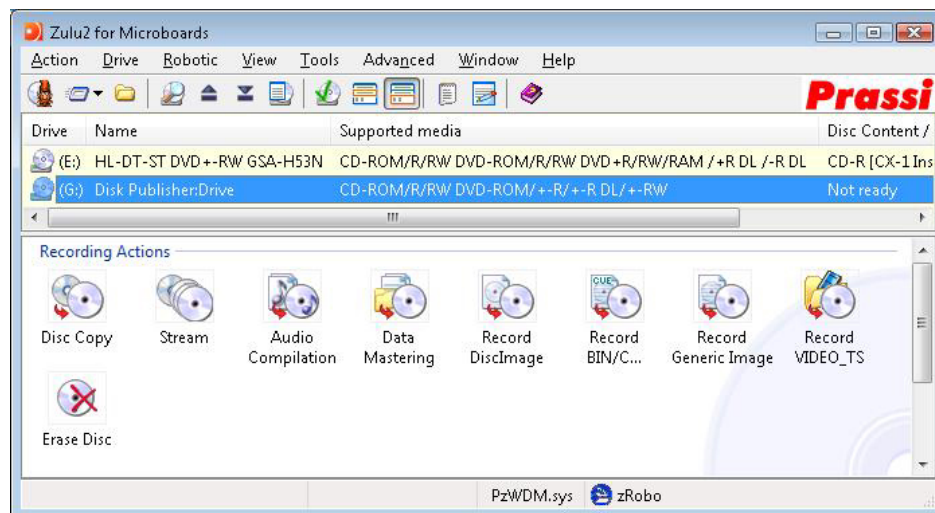 Zulu2 for Microboards
Action Drive Robotic View Tools Advanced Window Help
Prassi
Drive Name Supported media Disc Content /
(E:) HL-DT-ST DVD+-RW GSA-H53N CD-ROM/R/RW DVD-ROM/R/RW DVD+R/RW/RAM /+R DL /-R DL CD-R [CX-1 Ins
(G:) Disk Publisher:Drive CD-ROM/R/RW DVD-ROM/+-R/+-R DL/+-RW Not ready
Recording Actions
CUE
Disc Copy Stream Audio Compilation Data Mastering Record DiscImage Record BIN/C... Record Generic Image Record VIDEO_TS
Erase Disc
PzWDM.sys zRobo